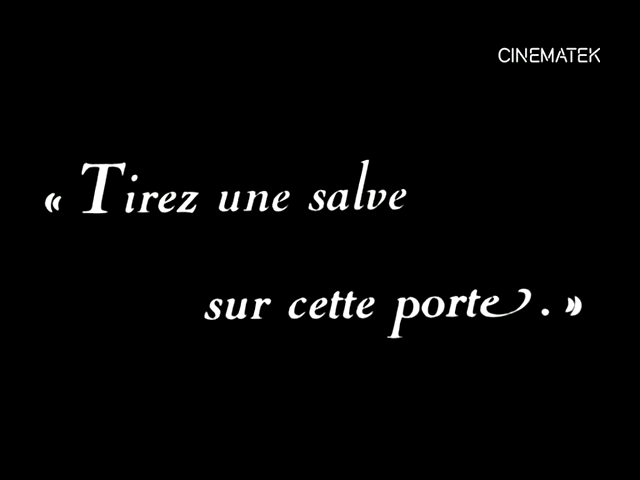 CINEMATEK
« Tirez une salve
sur cette porte . »